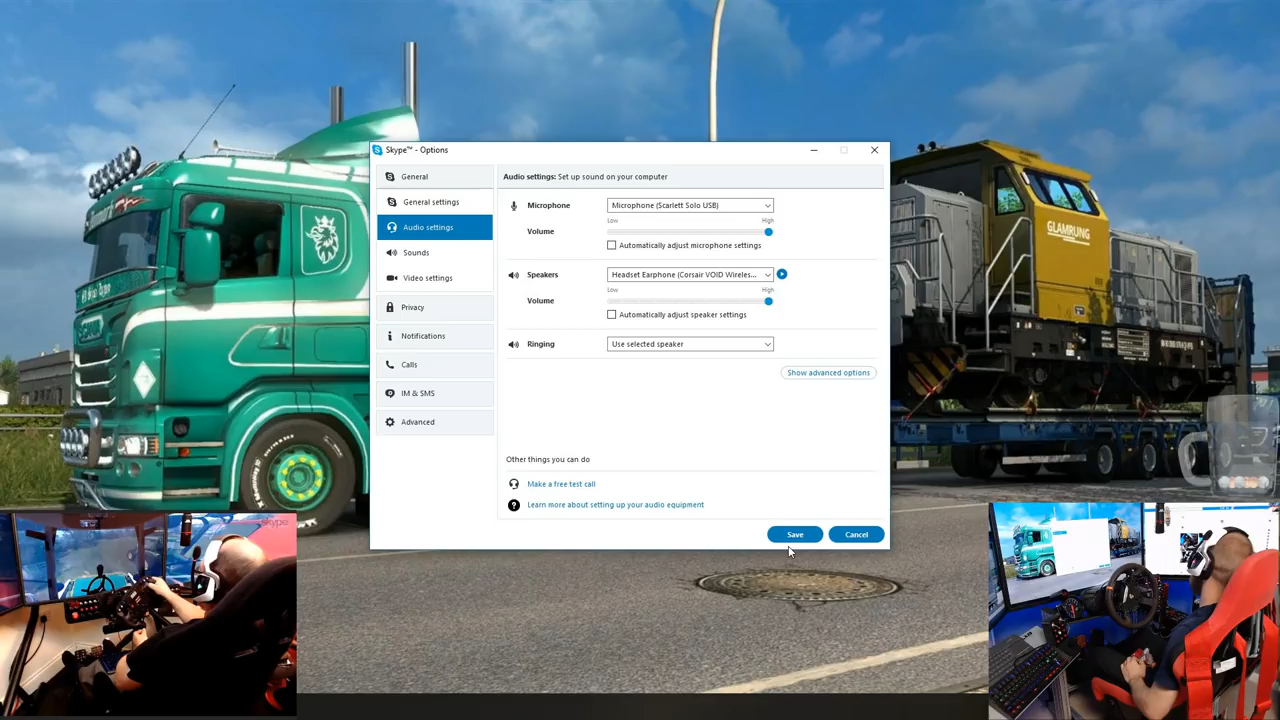 Skype™ - Options
General
General settings
Audio settings
Sounds
Video settings
Privacy
Notifications
Calls
IM & SMS
Advanced
Audio settings: Set up sound on your computer
Microphone
Microphone (Scarlett Solo USB)
Low
High
Volume
Automatically adjust microphone settings
Speakers
Headset Earphone (Corsair VOID Wireles...
Low
High
Volume
Automatically adjust speaker settings
Ringing
Use selected speaker
Show advanced options
Other things you can do
Make a free test call
Learn more about setting up your audio equipment
Save
Cancel
GLAMRUNG
SCANIA
skype